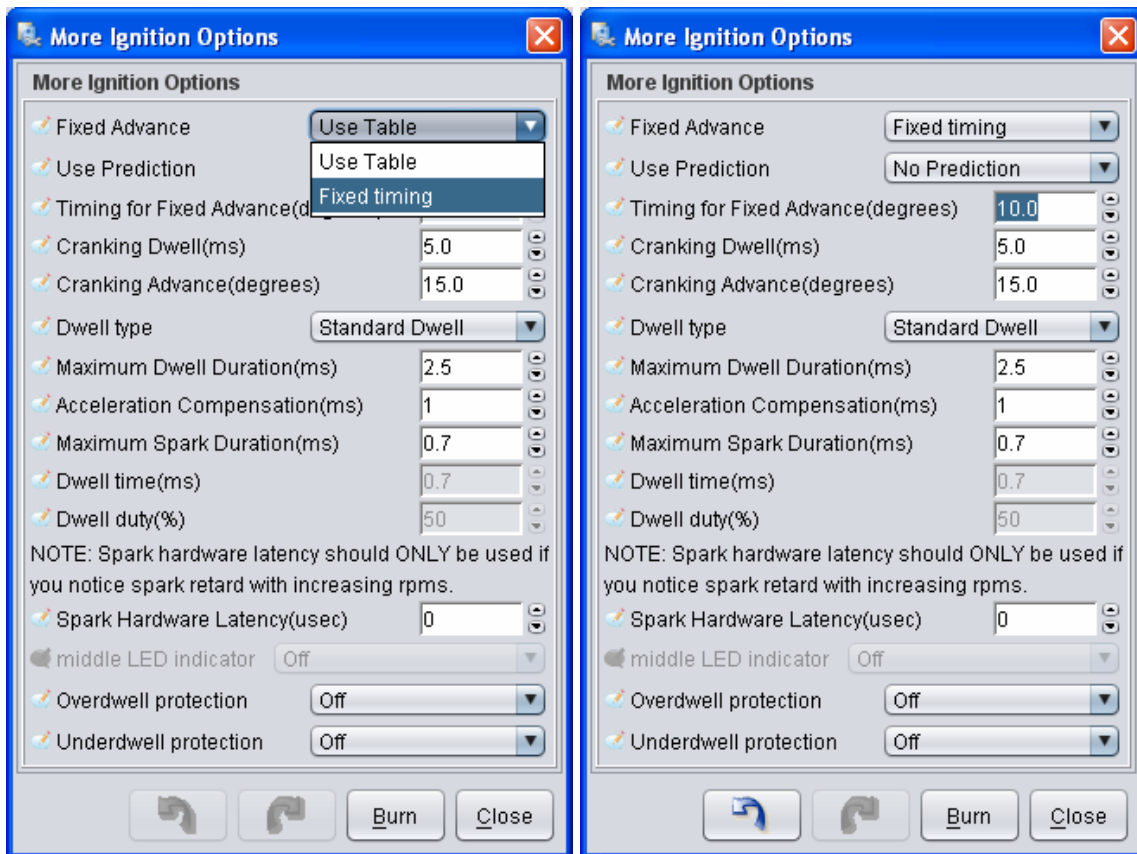 More Ignition Options
More Ignition Options
Fixed Advance Use Table
Use Table
Fixed timing
Use Prediction
Timing for Fixed Advance(d
Cranking Dwell(ms) 5.0
Cranking Advance(degrees) 15.0
Dwell type Standard Dwell
Maximum Dwell Duration(ms) 2.5
Acceleration Compensation(ms) 1
Maximum Spark Duration(ms) 0.7
Dwell time(ms) 0.7
Dwell duty(%) 50
NOTE: Spark hardware latency should ONLY be used if
you notice spark retard with increasing rpms.
Spark Hardware Latency(usec) 0
middle LED indicator Off
Overdwell protection Off
Underdwell protection Off
Burn Close
More Ignition Options
More Ignition Options
Fixed Advance Fixed timing
Use Prediction No Prediction
Timing for Fixed Advance(degrees) 10.0
Cranking Dwell(ms) 5.0
Cranking Advance(degrees) 15.0
Dwell type Standard Dwell
Maximum Dwell Duration(ms) 2.5
Acceleration Compensation(ms) 1
Maximum Spark Duration(ms) 0.7
Dwell time(ms) 0.7
Dwell duty(%) 50
NOTE: Spark hardware latency should ONLY be used if
you notice spark retard with increasing rpms.
Spark Hardware Latency(usec) 0
middle LED indicator Off
Overdwell protection Off
Underdwell protection Off
Burn Close